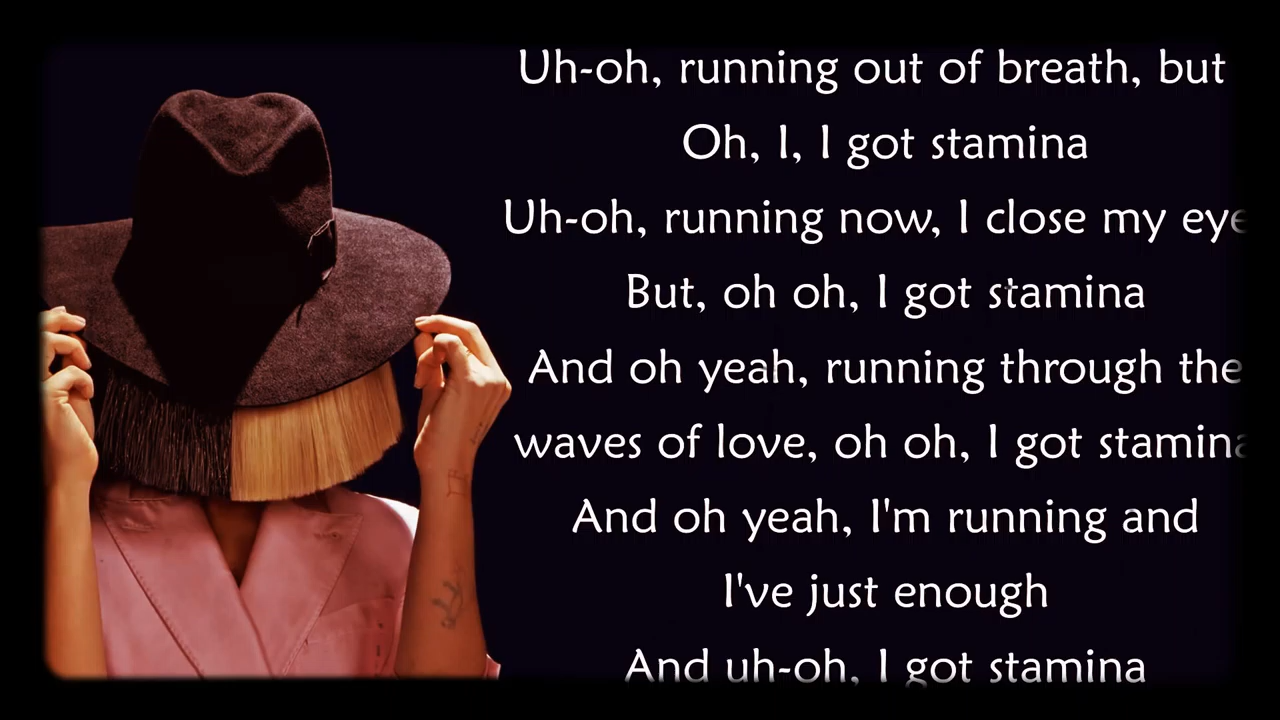 Uh-oh, running out of breath, but
Oh, I, I got stamina
Uh-oh, running now, I close my eye
But, oh oh, I got stamina
And oh yeah, running through the
waves of love, oh oh, I got stamina
And oh yeah, I'm running and
I've just enough
And uh-oh, I got stamina